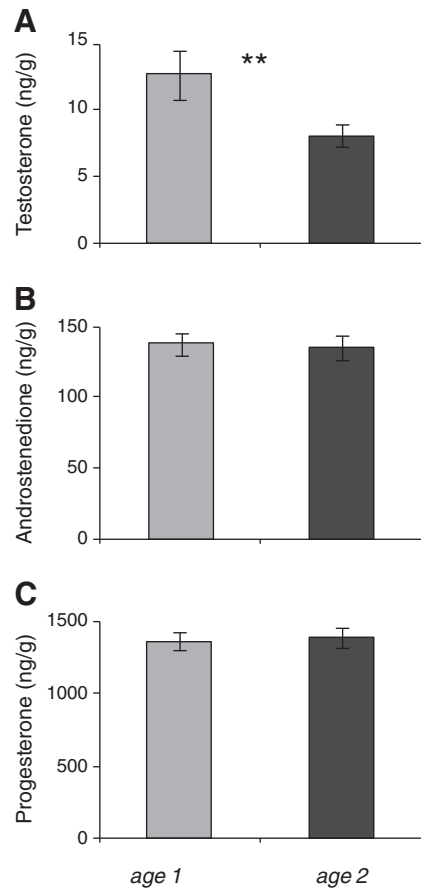 A
Testosterone (ng/g)
15
10
5
0
**
B
Androstenedione (ng/g)
150
100
50
0
C
Progesterone (ng/g)
1500
1000
500
0
age 1 age 2